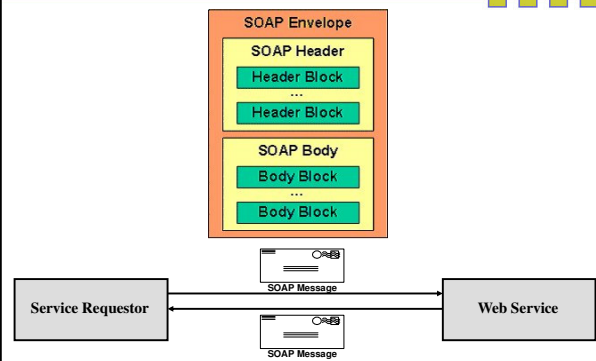 SOAP Envelope
SOAP Header
Header Block
...
Header Block
SOAP Body
Body Block
...
Body Block
SOAP Message
Service Requestor
Web Service
SOAP Message